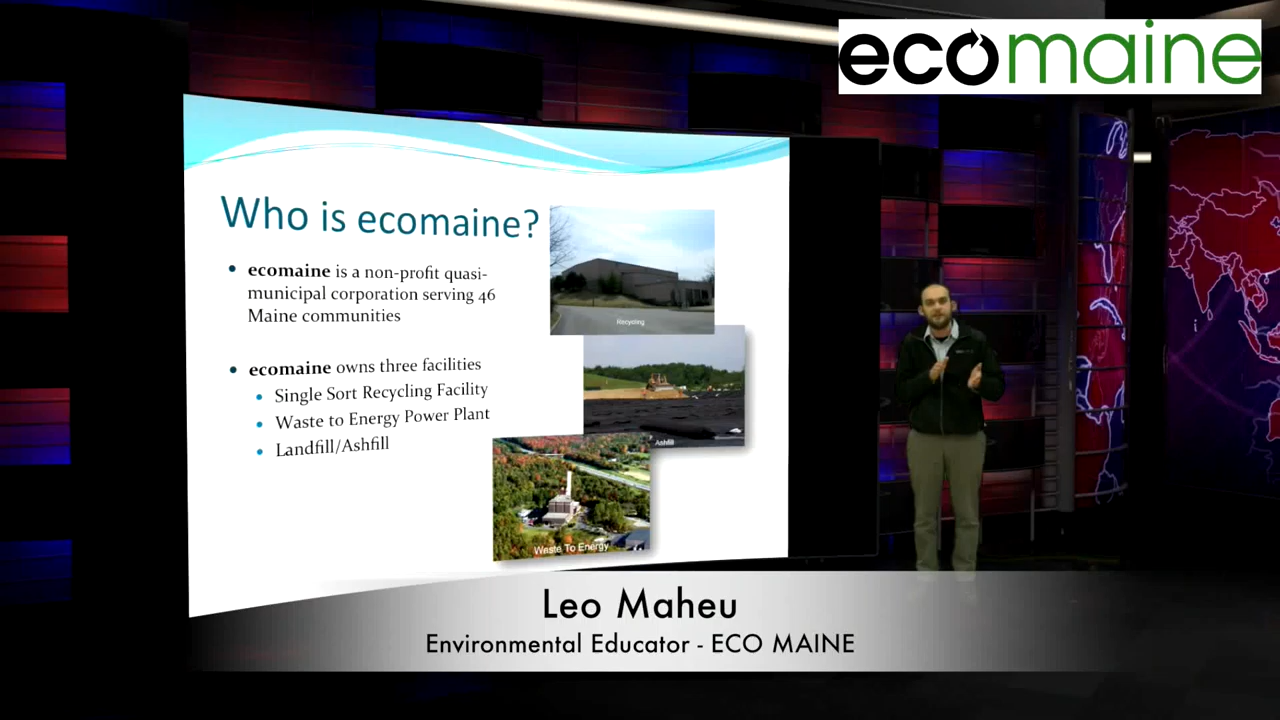 ecomaine
Who is ecomaine?
• ecomaine is a non-profit quasi-
municipal corporation serving 46
Maine communities
• ecomaine owns three facilities
• Single Sort Recycling Facility
• Waste to Energy Power Plant
• Landfill/Ashfill
Recycling
Ashfill
Waste To Energy
Leo Maheu
Environmental Educator - ECO MAINE